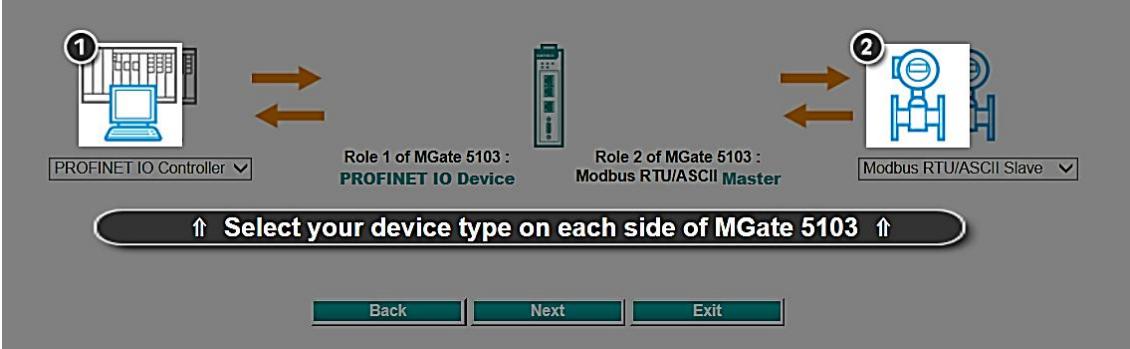 1
2
PROFINET IO Controller
Role 1 of MGate 5103 :
PROFINET IO Device
Role 2 of MGate 5103 :
Modbus RTU/ASCII Master
Modbus RTU/ASCII Slave
⇑ Select your device type on each side of MGate 5103 ⇑
Back
Next
Exit